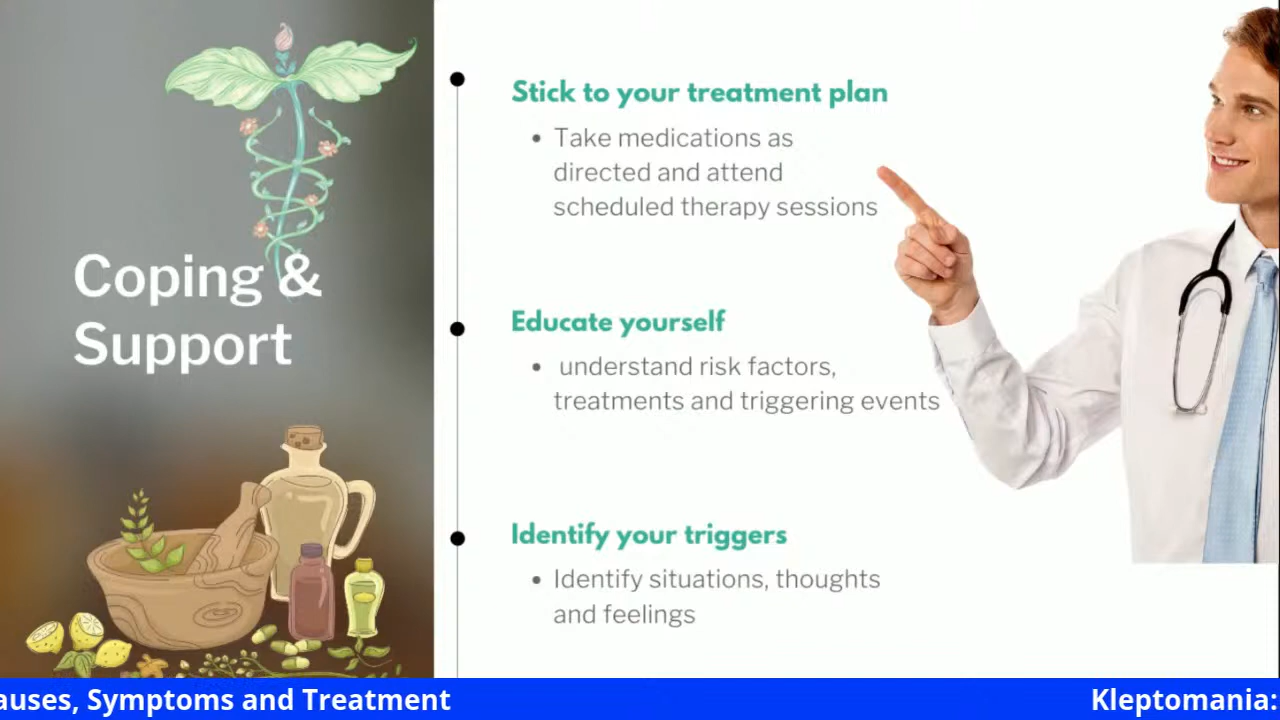 Coping &
Support
Stick to your treatment plan
• Take medications as
directed and attend
scheduled therapy sessions
Educate yourself
• understand risk factors,
treatments and triggering events
Identify your triggers
• Identify situations, thoughts
and feelings
auses, Symptoms and Treatment
Kleptomania: